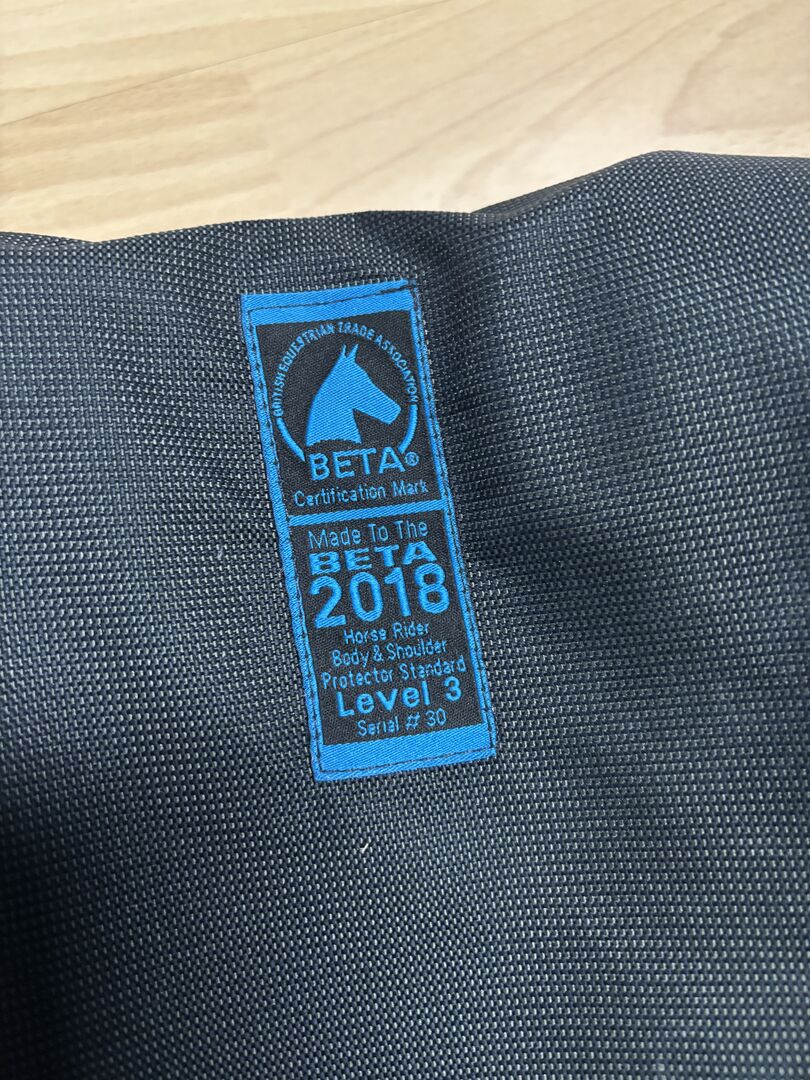 BRITISH EQUESTRIAN TRADE ASSOCIATION
BETA®
Certification Mark
Made To The
BETA
2018
Horse Rider
Body & Shoulder
Protector Standard
Level 3
Serial # 30